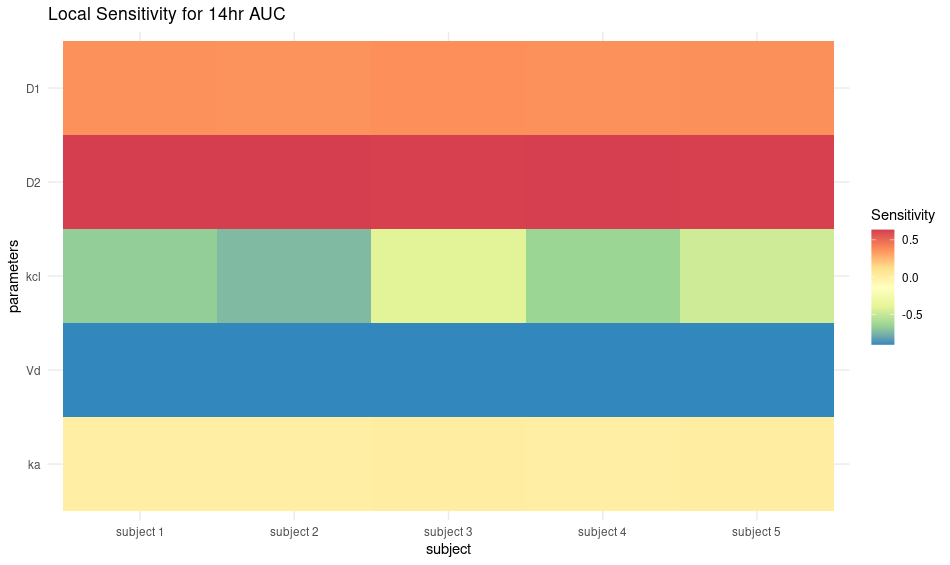 Local Sensitivity for 14hr AUC
parameters
D1
D2
kcl
Vd
ka
subject 1
subject 2
subject 3
subject 4
subject 5
subject
Sensitivity
0.5
0.0
-0.5